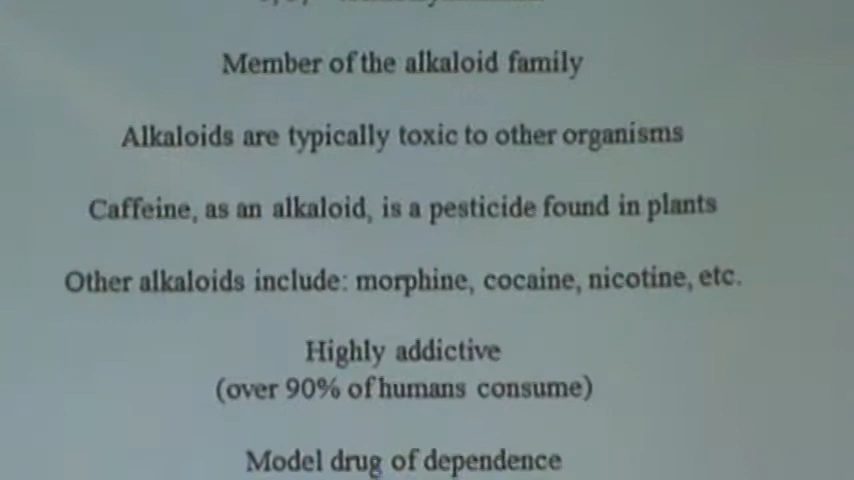 Member of the alkaloid family
Alkaloids are typically toxic to other organisms
Caffeine, as an alkaloid, is a pesticide found in plants
Other alkaloids include: morphine, cocaine, nicotine, etc.
Highly addictive
(over 90% of humans consume)
Model drug of dependence